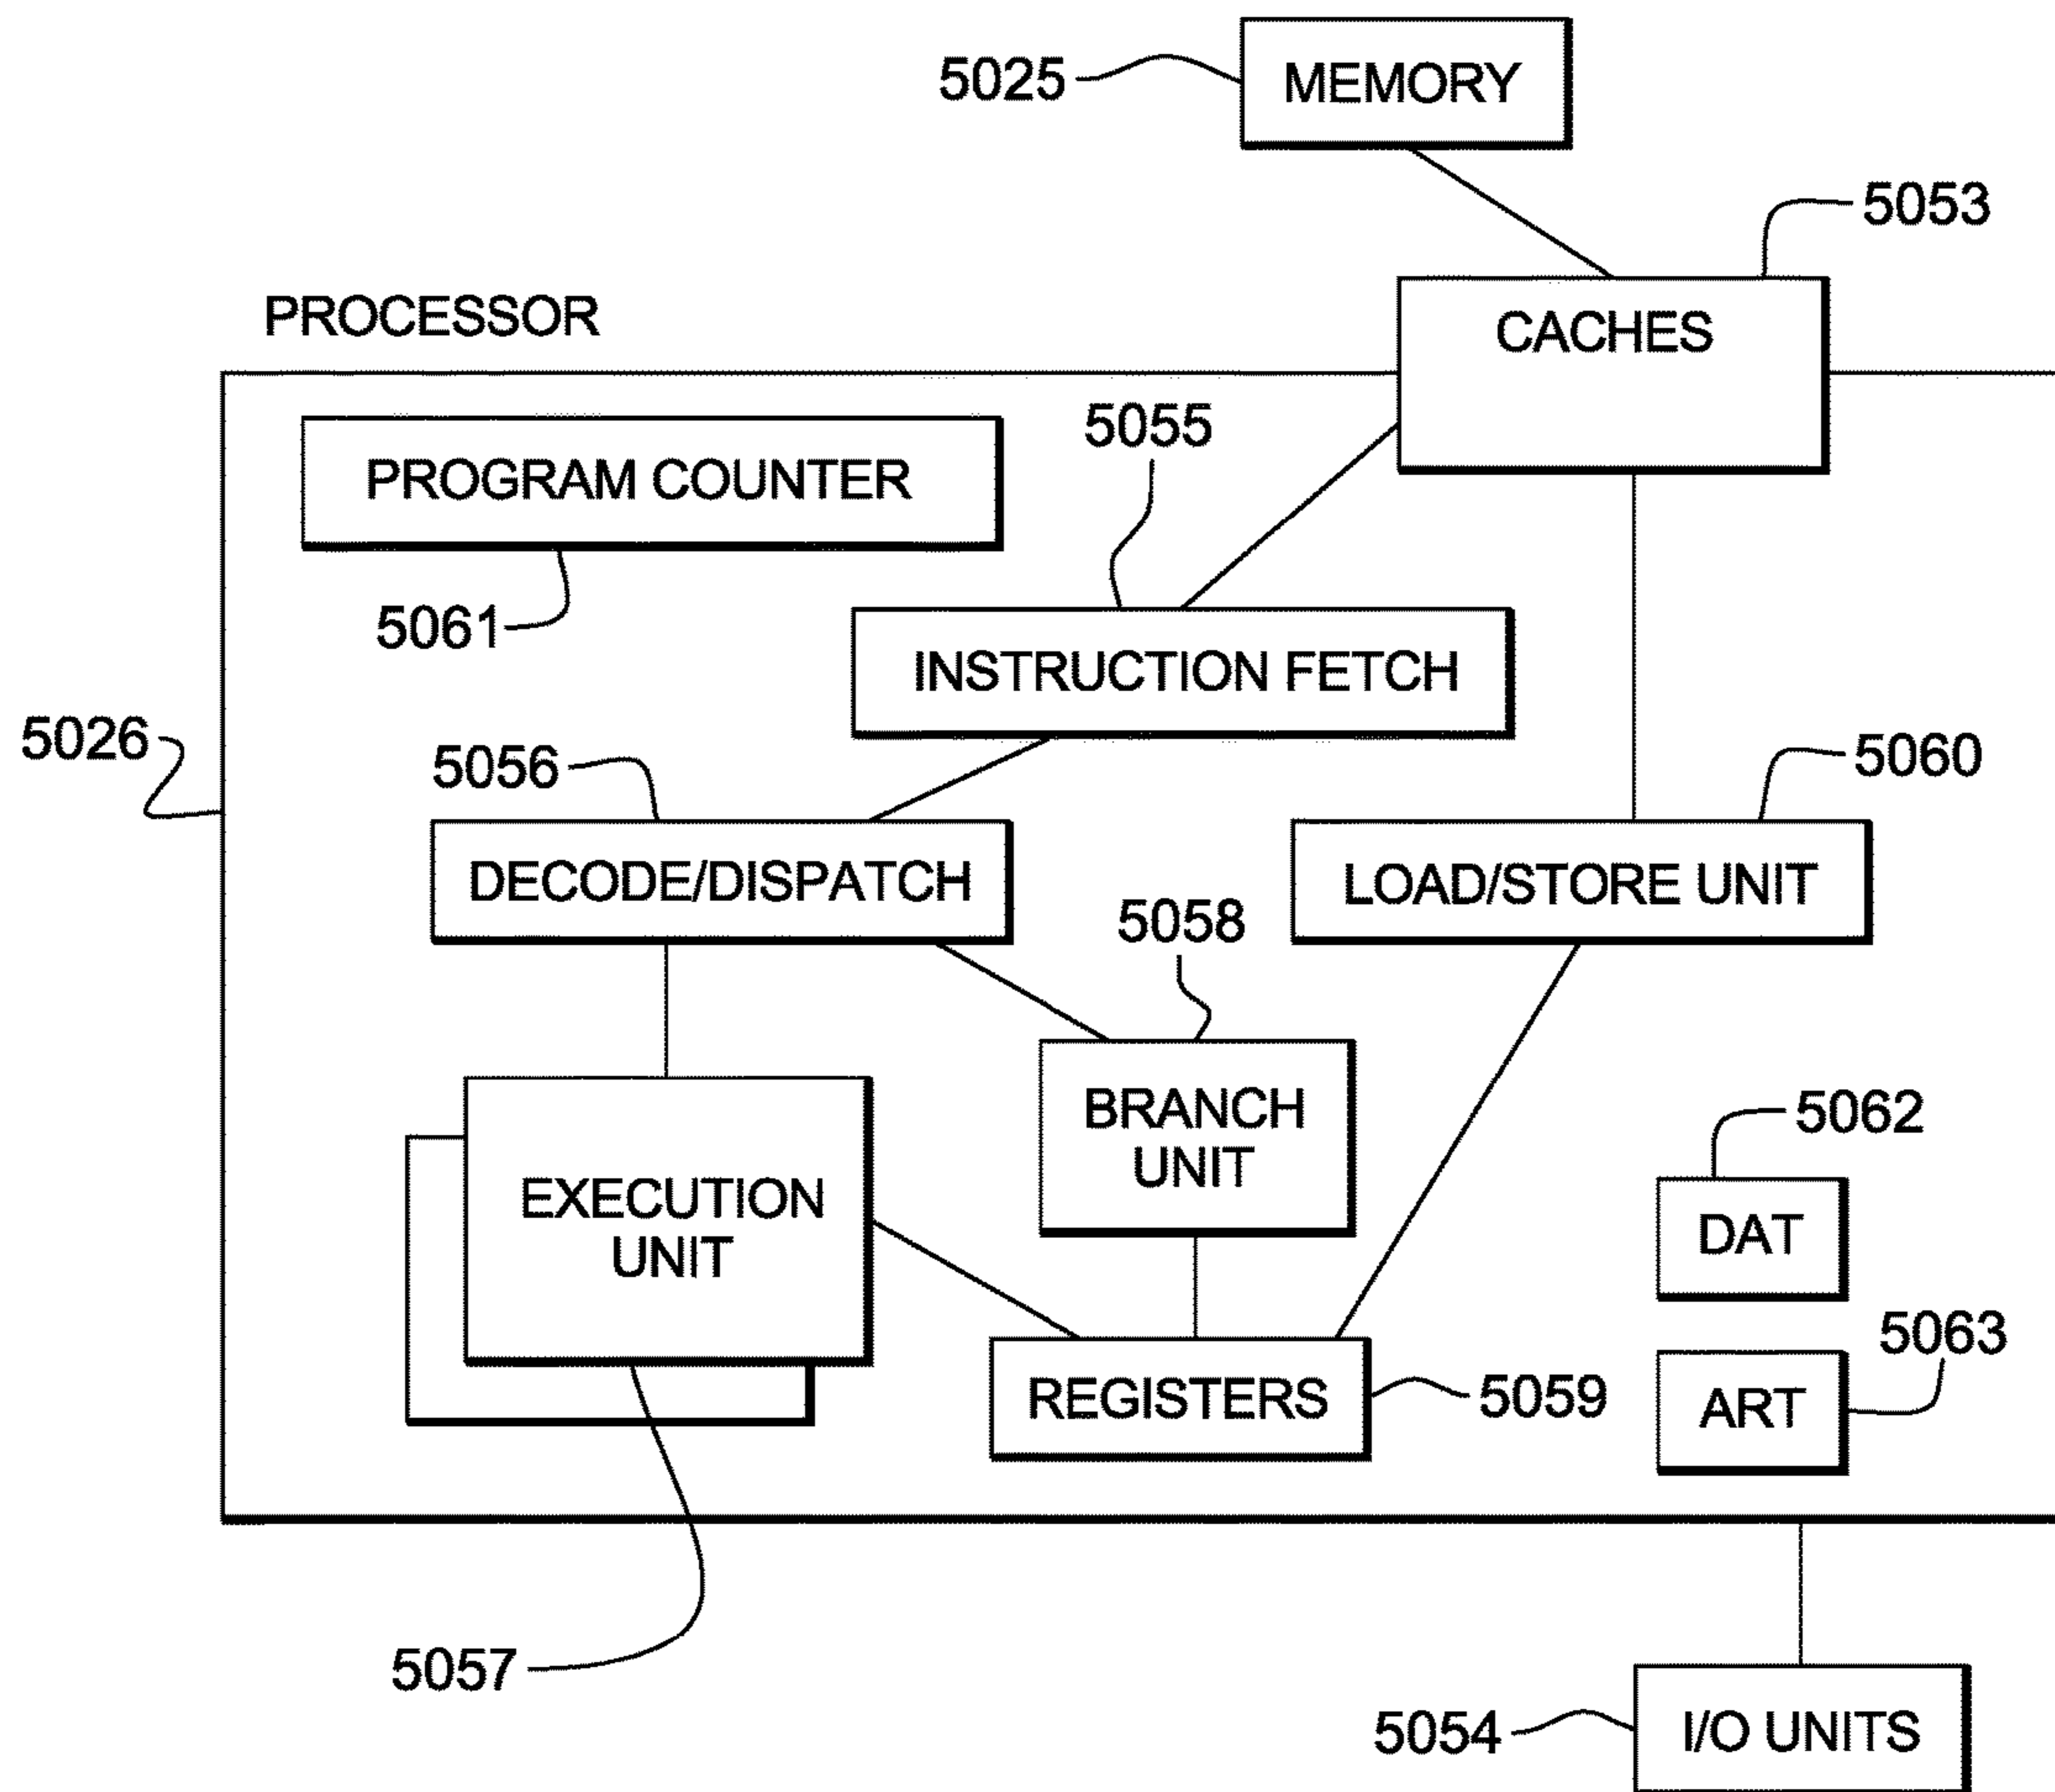 MEMORY
5025
5053
PROCESSOR
CACHES
5055
PROGRAM COUNTER
5061
INSTRUCTION FETCH
5026
5056
5060
DECODE/DISPATCH
LOAD/STORE UNIT
5058
BRANCH
UNIT
5062
EXECUTION
UNIT
DAT
5063
REGISTERS
5059
ART
5057
5054
I/O UNITS